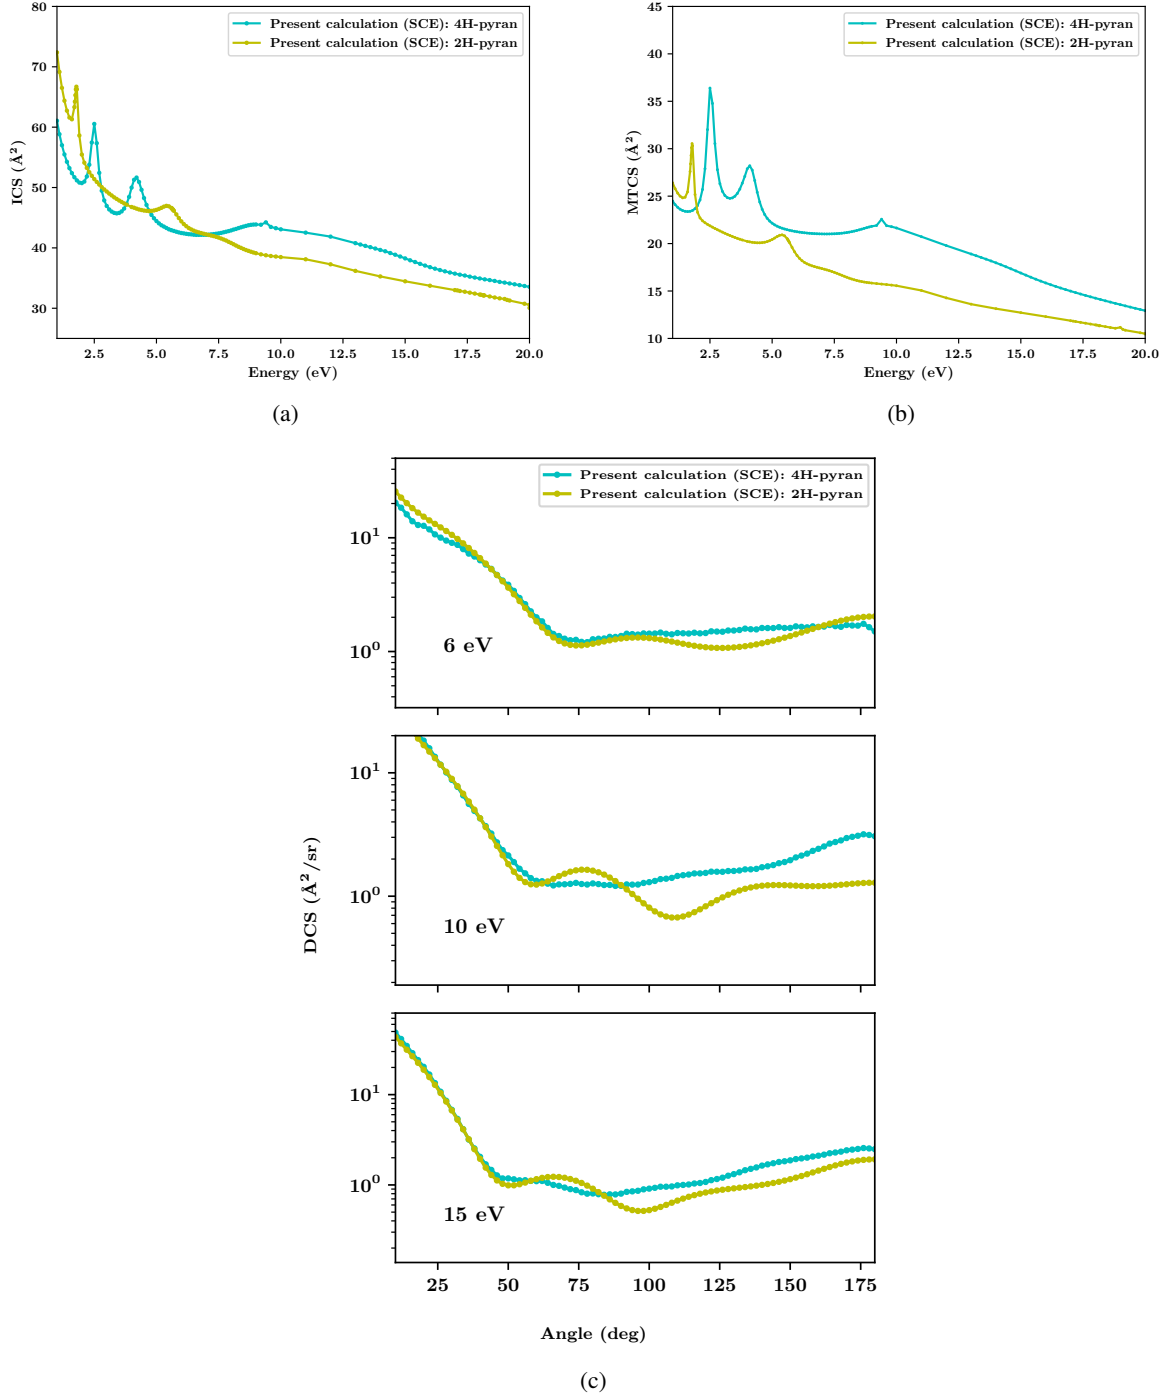 80
70
60
50
40
30
ICS (Å²)
Present calculation (SCE): 4H-pyran
Present calculation (SCE): 2H-pyran
2.5 5.0 7.5 10.0 12.5 15.0 17.5 20.0
Energy (eV)
(a)
45
40
35
30
25
20
15
10
MTCS (Å²)
Present calculation (SCE): 4H-pyran
Present calculation (SCE): 2H-pyran
2.5 5.0 7.5 10.0 12.5 15.0 17.5 20.0
Energy (eV)
(b)
DCS (Å²/sr)
Present calculation (SCE): 4H-pyran
Present calculation (SCE): 2H-pyran
10¹
10⁰
6 eV
10¹
10⁰
10 eV
10¹
10⁰
15 eV
25 50 75 100 125 150 175
Angle (deg)
(c)